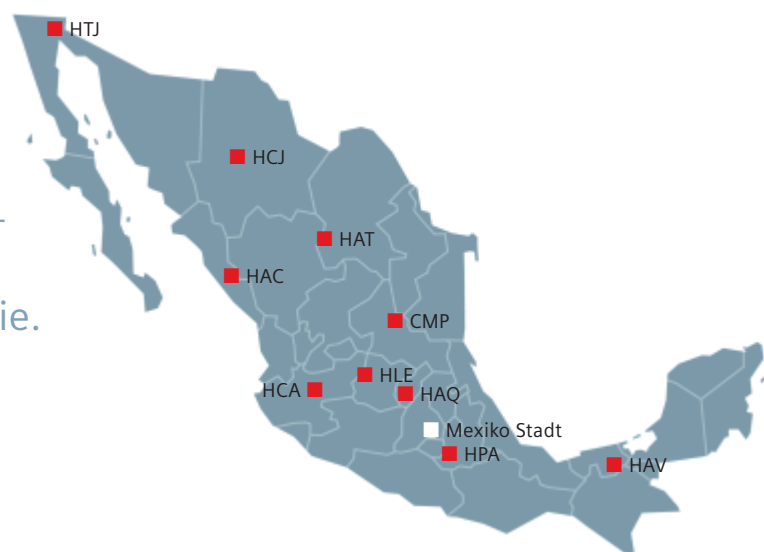 HTJ
HCJ
HAT
HAC
ie.
CMP
HLE
HCA
HAQ
Mexiko Stadt
HPA
HAV